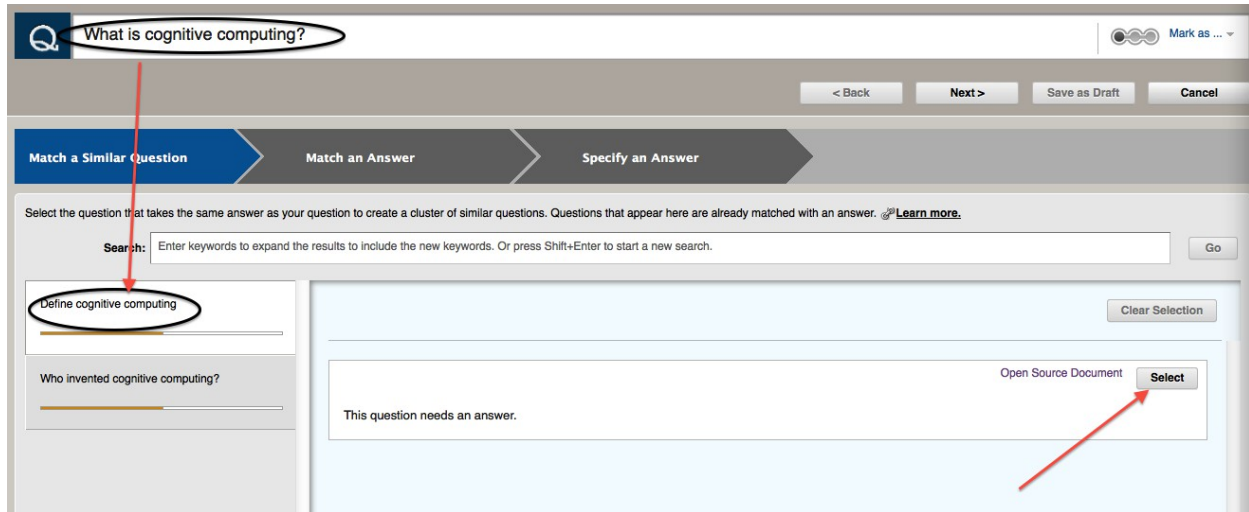 Q What is cognitive computing?
Mark as ...
< Back Next > Save as Draft Cancel
Match a Similar Question Match an Answer Specify an Answer
Select the question that takes the same answer as your question to create a cluster of similar questions. Questions that appear here are already matched with an answer. Learn more.
Search: Enter keywords to expand the results to include the new keywords. Or press Shift+Enter to start a new search. Go
Define cognitive computing
Clear Selection
Who invented cognitive computing?
Open Source Document Select
This question needs an answer.